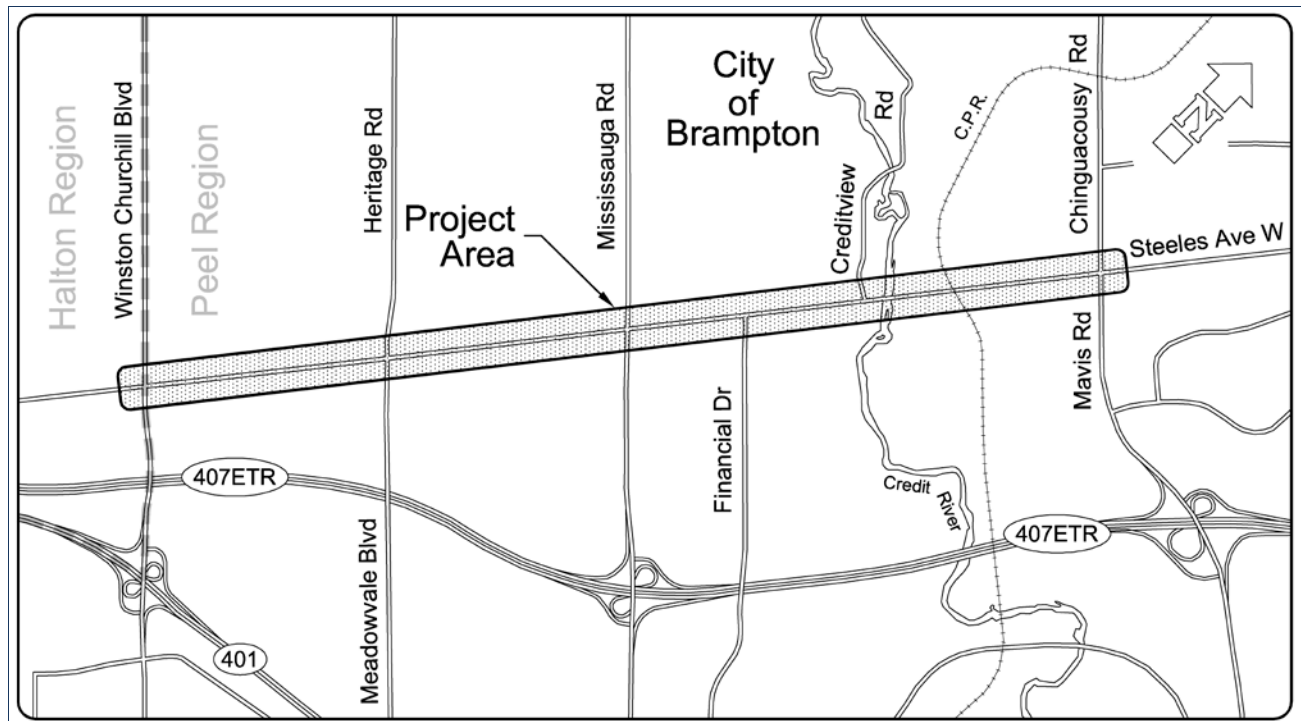 Halton Region
Winston Churchill Blvd
Peel Region
Heritage Rd
Project
Area
Mississauga Rd
City
of
Brampton
Creditview
Rd
C.P.R.
Chinguacousy Rd
N
Steeles Ave W
Mavis Rd
Financial Dr
407ETR
Meadowvale Blvd
401
Credit
River
407ETR